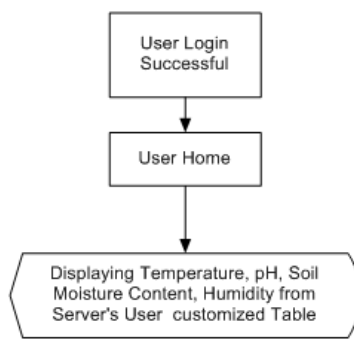 User Login
Successful
User Home
Displaying Temperature, pH, Soil
Moisture Content, Humidity from
Server's User customized Table